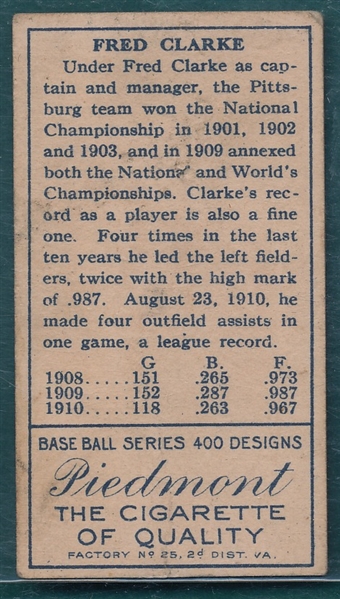 FRED CLARKE
Under Fred Clarke as cap-
tain and manager, the Pitts-
burg team won the National
Championship in 1901, 1902
and 1903, and in 1909 annexed
both the Nationa and World's
Championships. Clarke's rec-
ord as a player is also a fine
one. Four times in the last
ten years he led the left field-
ers, twice with the high mark
of .987. August 23, 1910, he
made four outfield assists in
one game, a league record.
G B. F.
1908.....151 .265 .973
1909.....152 .287 .987
1910.....118 .263 .967
BASE BALL SERIES 400 DESIGNS
Piedmont
THE CIGARETTE
OF QUALITY
FACTORY No 25, 2d DIST. VA.